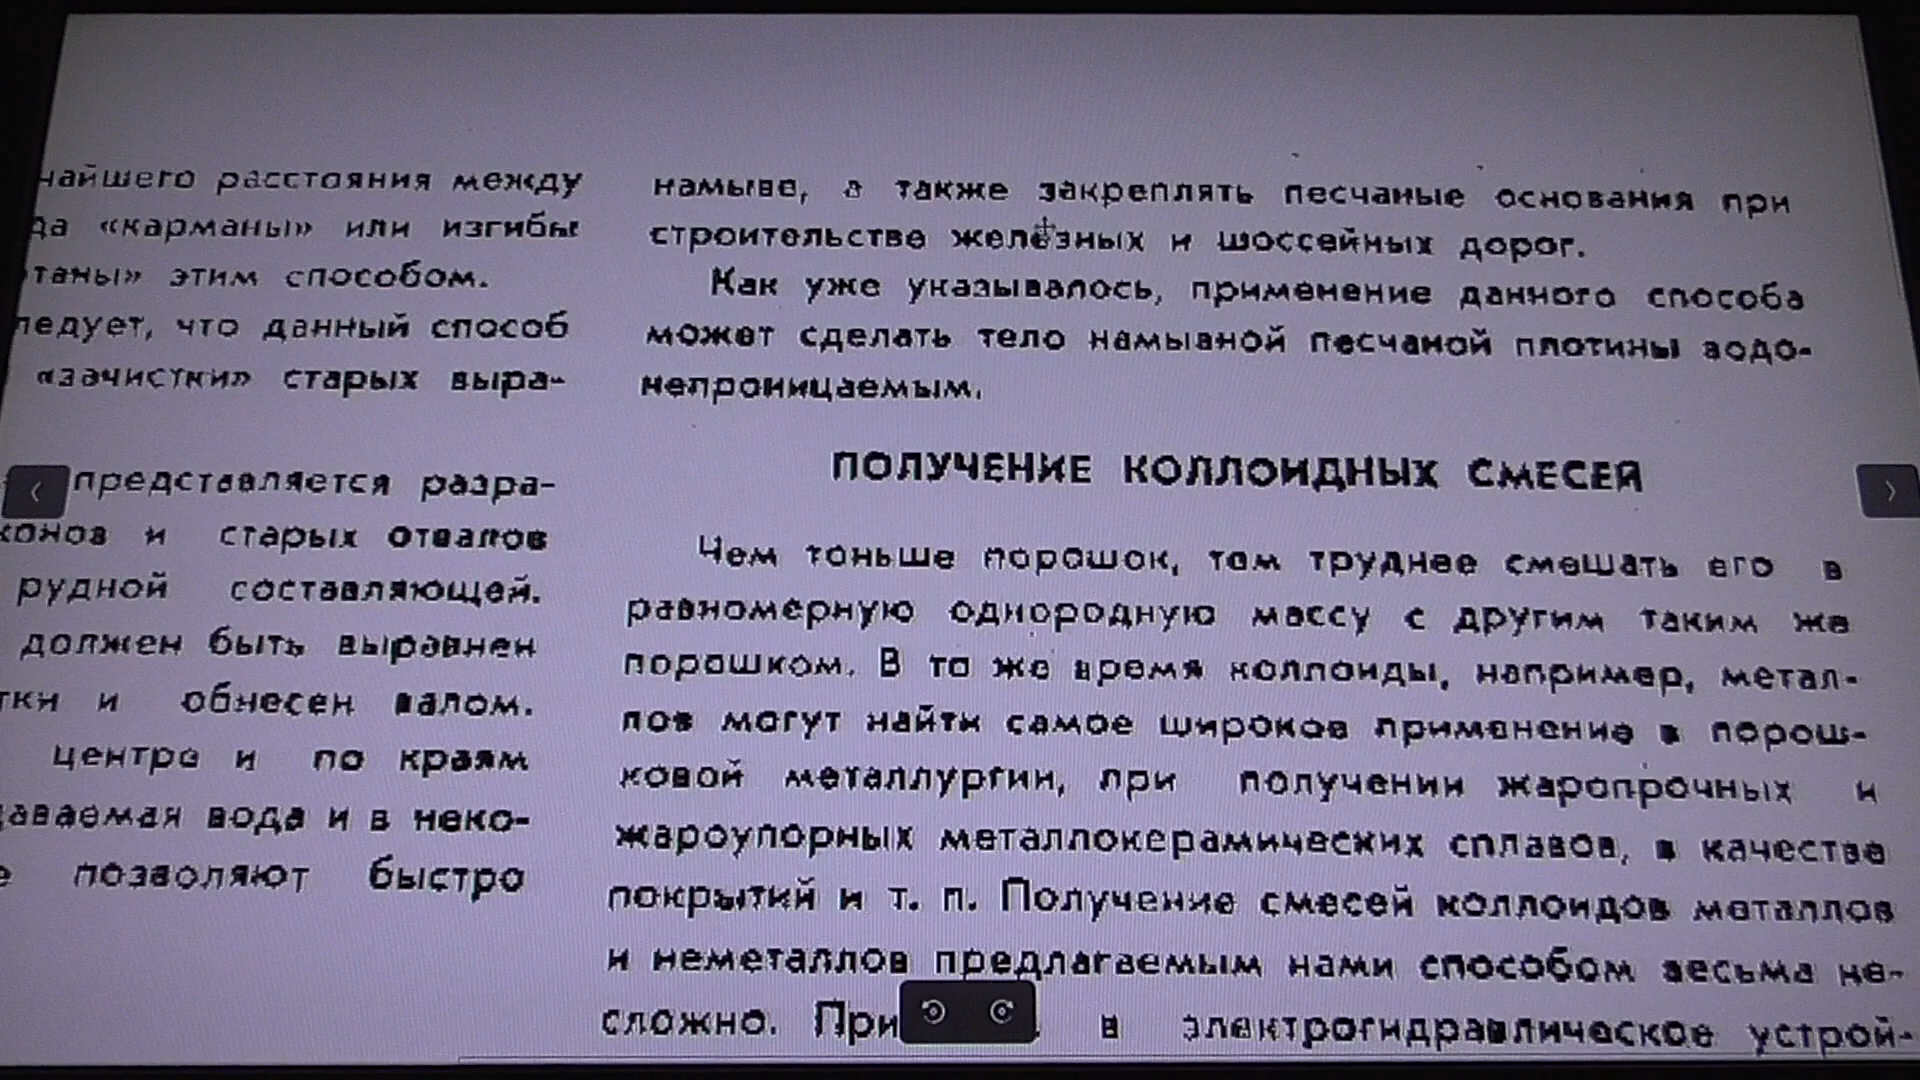 чайшего расстояния между
да «карманы» или изгибы
таны» этим способом.
ледует, что данный способ
«зачистки» старых выра-
представляется разра-
конов и старых отвалов
рудной составляющей.
должен быть выравнен
тки и обнесен валом.
центра и по краям
даваемая вода и в неко-
е позволяют быстро
намыве, а также закреплять песчаные основания при
строительстве железных и шоссейных дорог.
Как уже указывалось, применение данного способа
может сделать тело намывной песчаной плотины водо-
непроницаемым.
ПОЛУЧЕНИЕ КОЛЛОИДНЫХ СМЕСЕЙ
Чем тоньше порошок, тем труднее смешать его в
равномерную однородную массу с другим таким же
порошком. В то же время коллоиды, например, метал-
лов могут найти самое широкое применение в порош-
ковой металлургии, при получении жаропрочных и
жароупорных металлокерамических сплавов, в качестве
покрытий и т. п. Получение смесей коллоидов металлов
и неметаллов предлагаемым нами способом весьма не-
сложно. При в электрогидравлическое устрой-